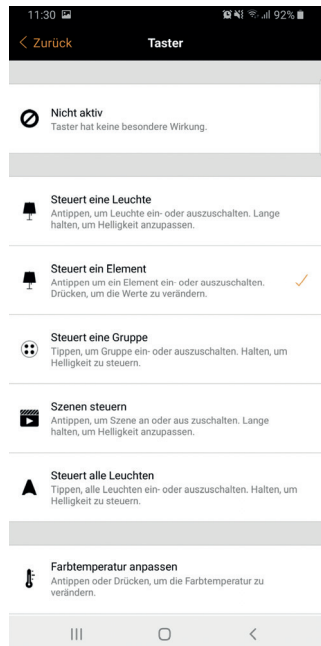 11:30 92%
< Zurück Taster
Nicht aktiv
Taster hat keine besondere Wirkung.
Steuert eine Leuchte
Antippen, um Leuchte ein- oder auszuschalten. Lange
halten, um Helligkeit anzupassen.
Steuert ein Element
Antippen um ein Element ein- oder auszuschalten.
Drücken, um die Werte zu verändern.
Steuert eine Gruppe
Tippen, um Gruppe ein- oder auszuschalten. Halten, um
Helligkeit zu steuern.
Szenen steuern
Antippen, um Szene an oder aus zuschalten. Lange
halten, um Helligkeit anzupassen.
Steuert alle Leuchten
Tippen, alle Leuchten ein- oder auszuschalten. Halten, um
Helligkeit zu steuern.
Farbtemperatur anpassen
Antippen oder Drücken, um die Farbtemperatur zu
verändern.